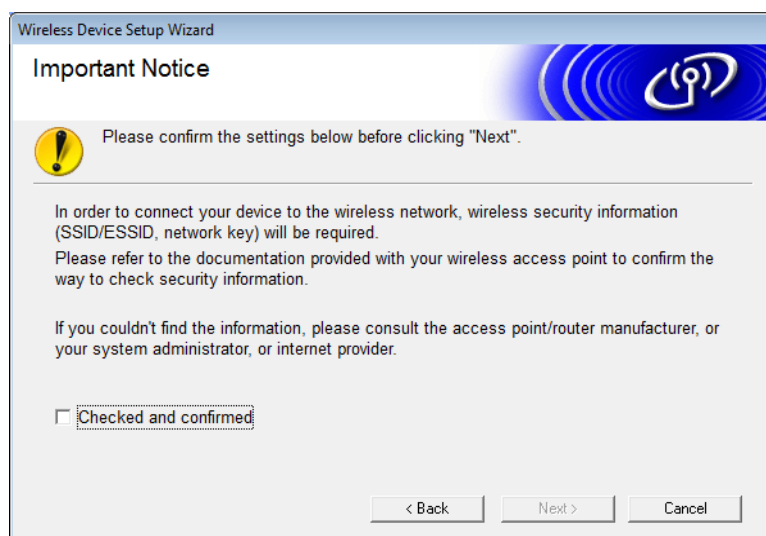 Wireless Device Setup Wizard
Important Notice
Please confirm the settings below before clicking "Next".
In order to connect your device to the wireless network, wireless security information
(SSID/ESSID, network key) will be required.
Please refer to the documentation provided with your wireless access point to confirm the
way to check security information.
If you couldn't find the information, please consult the access point/router manufacturer, or
your system administrator, or internet provider.
Checked and confirmed
< Back
Next >
Cancel